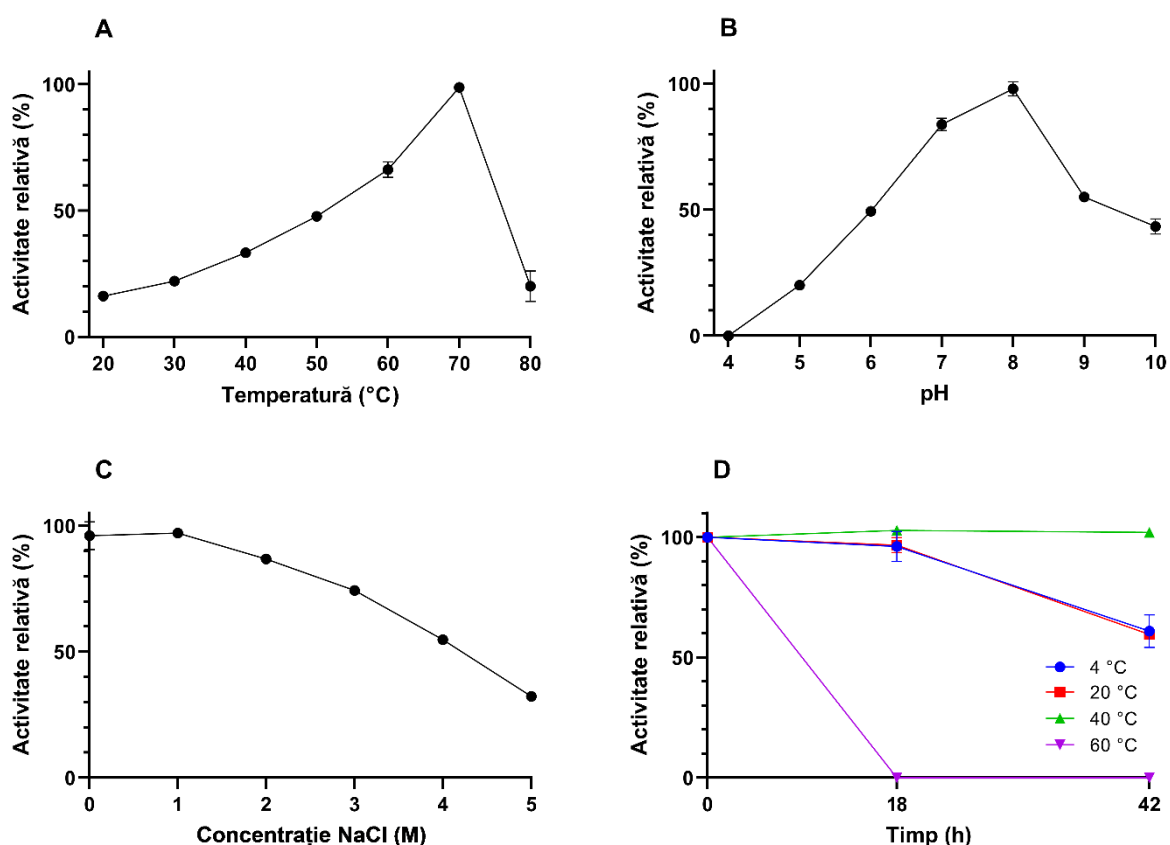 A
Activitate relativă (%)
100
50
0
20 30 40 50 60 70 80
Temperatură (°C)
B
Activitate relativă (%)
100
50
0
4 5 6 7 8 9 10
pH
C
Activitate relativă (%)
100
50
0
0 1 2 3 4 5
Concentrație NaCl (M)
D
Activitate relativă (%)
100
50
0
4 °C
20 °C
40 °C
60 °C
0 18 42
Timp (h)